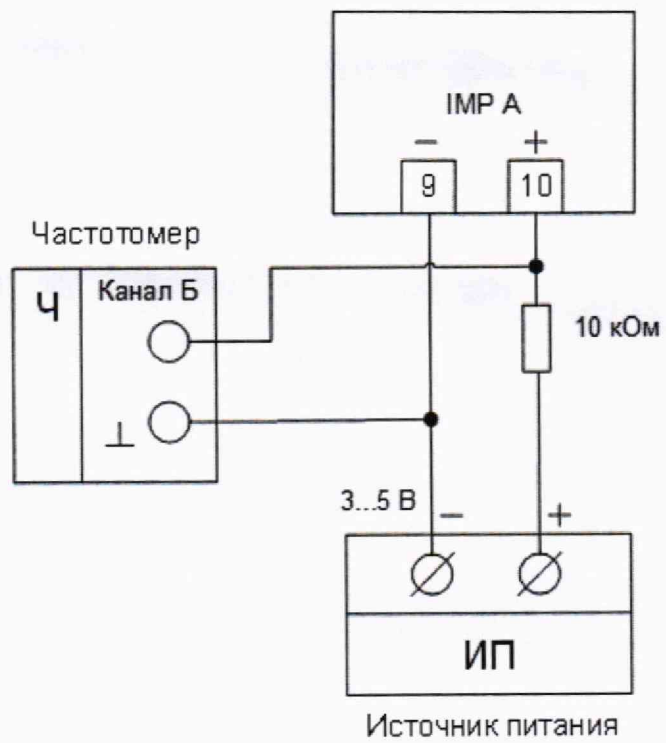 IMP A
– +
9 10
Частотомер
Ч Канал Б
10 кОм
3...5 В
– +
ИП
Источник питания